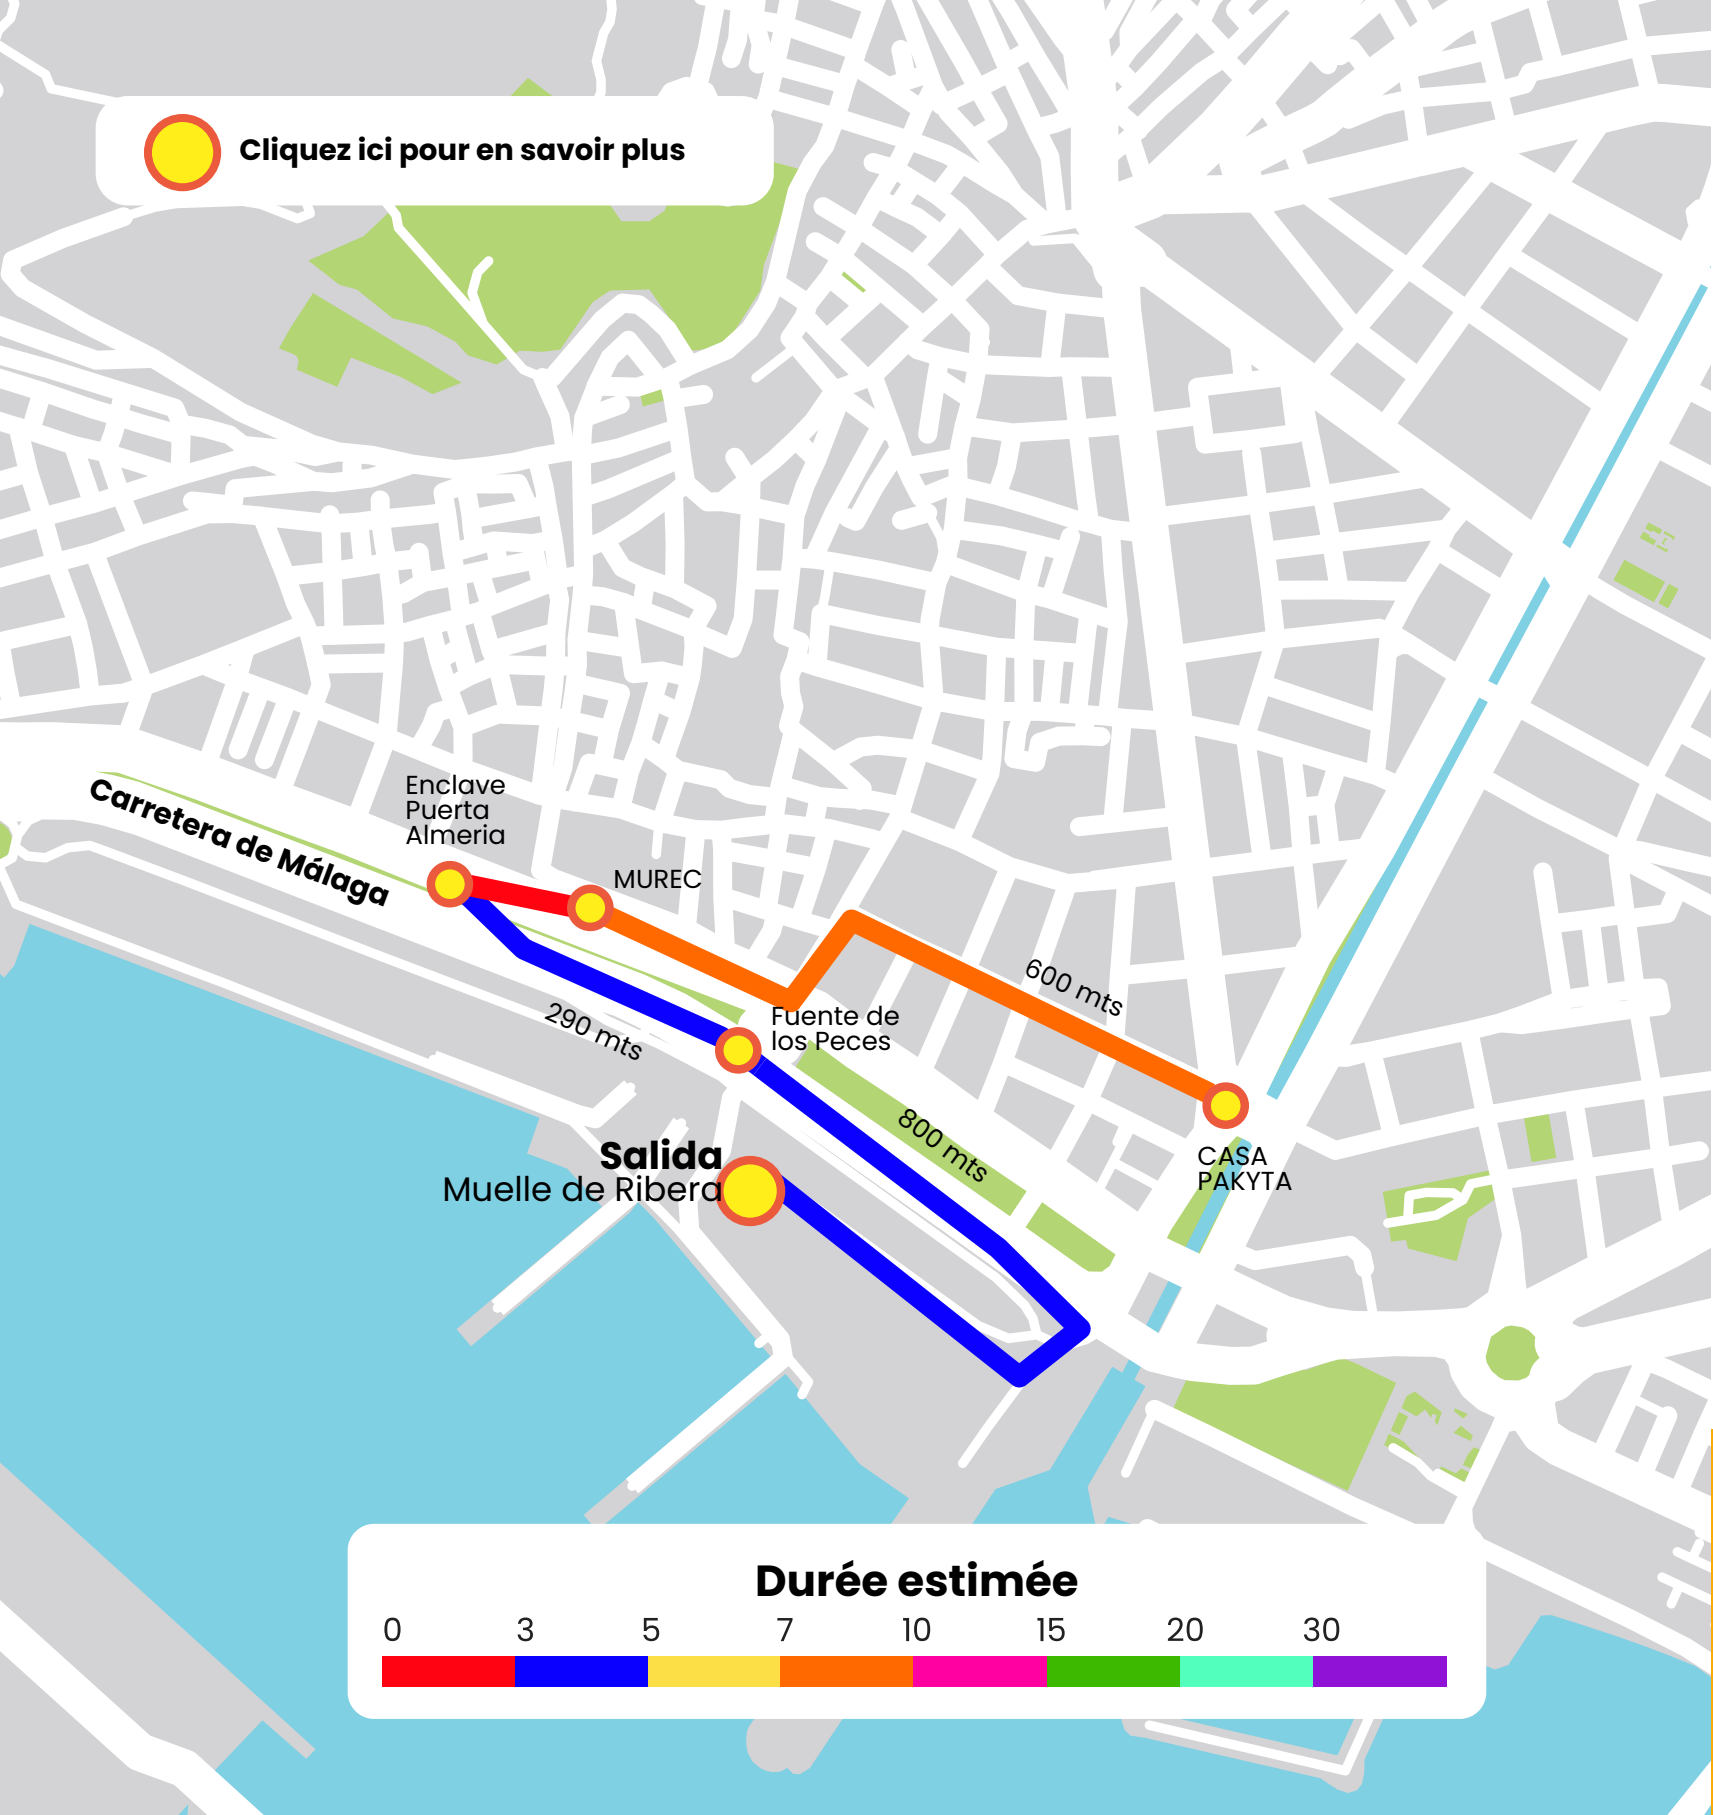 Cliquez ici pour en savoir plus
Enclave
Puerta
Almeria
Carretera de Málaga
MUREC
600 mts
290 mts
Fuente de
los Peces
800 mts
Salida
Muelle de Ribera
CASA
PAKYTA
Durée estimée
0 3 5 7 10 15 20 30